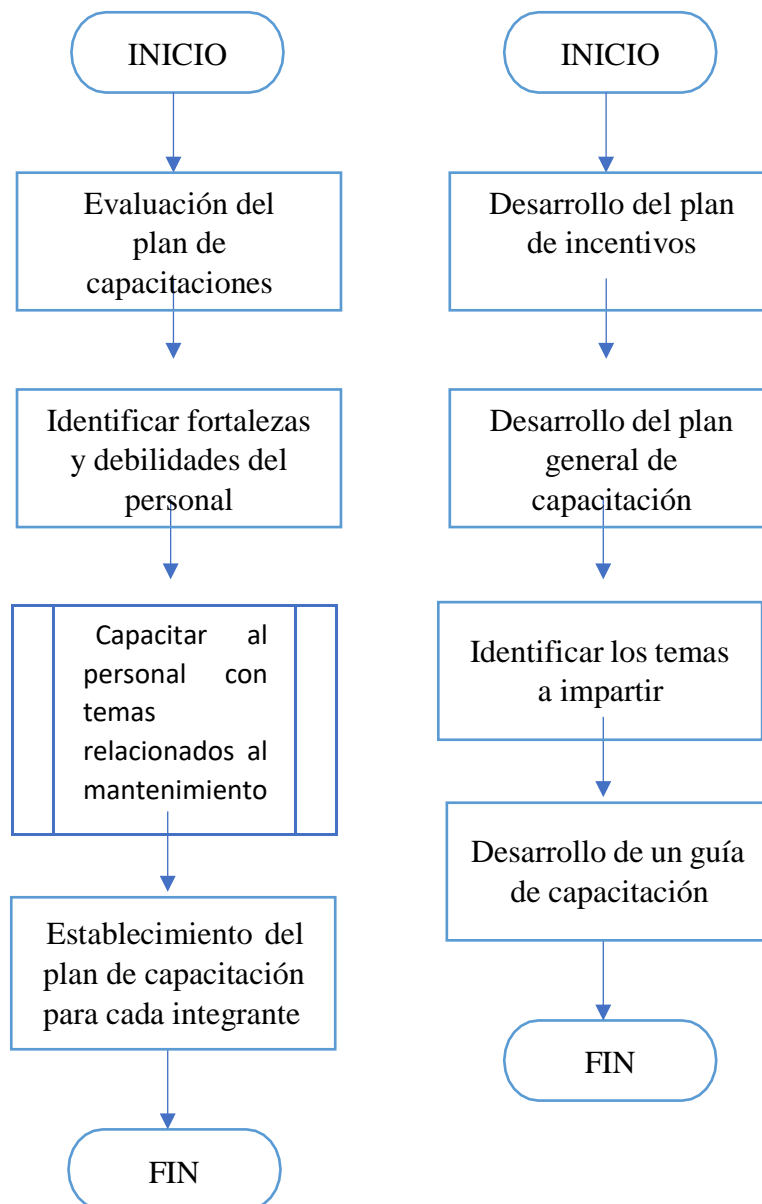 INICIO
Evaluación del
plan de
capacitaciones
Identificar fortalezas
y debilidades del
personal
Capacitar al
personal con
temas
relacionados al
mantenimiento
Establecimiento del
plan de capacitación
para cada integrante
FIN
INICIO
Desarrollo del plan
de incentivos
Desarrollo del plan
general de
capacitación
Identificar los temas
a impartir
Desarrollo de un guía
de capacitación
FIN